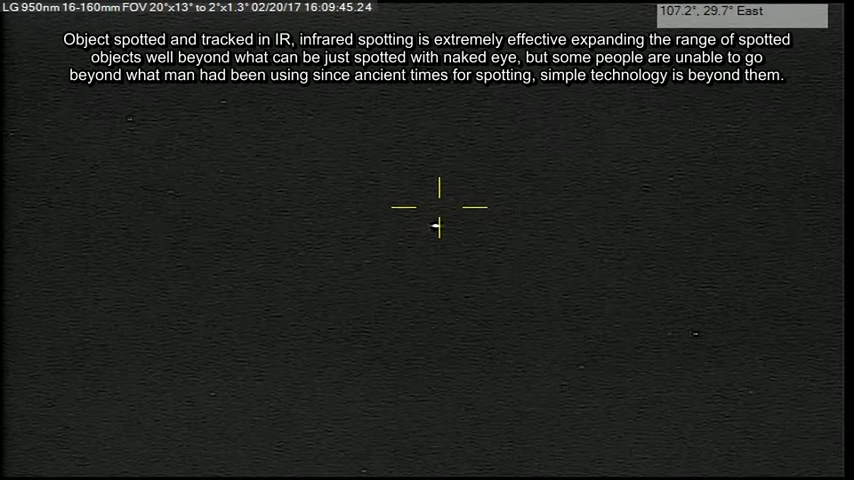 LG 950nm 16-160mm FOV 20°x13° to 2°x1.3° 02/20/17 16:09:45.24
107.2°, 29.7° East
Object spotted and tracked in IR, infrared spotting is extremely effective expanding the range of spotted
objects well beyond what can be just spotted with naked eye, but some people are unable to go
beyond what man had been using since ancient times for spotting, simple technology is beyond them.